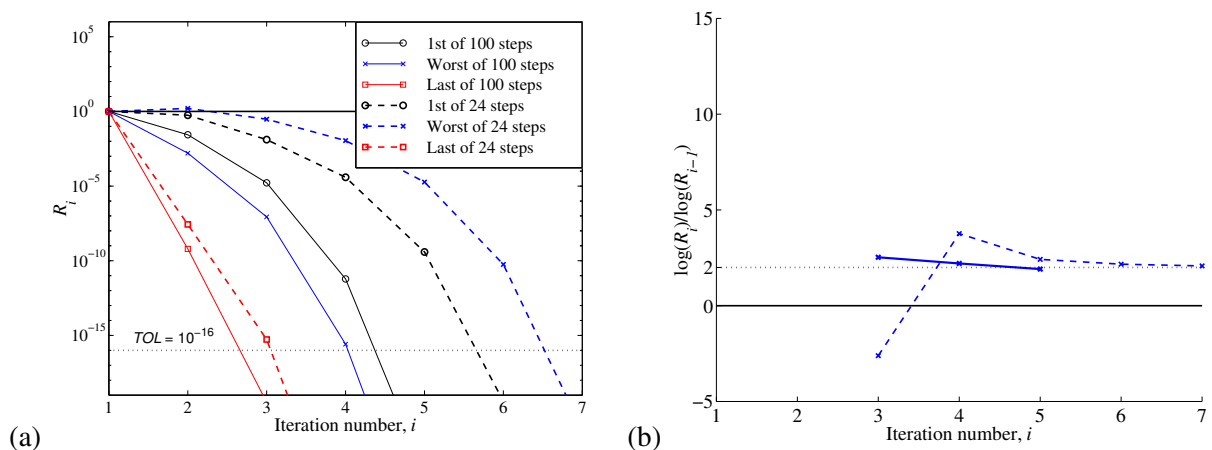 10^5
10^0
10^-5
10^-10
10^-15
R_i
1st of 100 steps
Worst of 100 steps
Last of 100 steps
1st of 24 steps
Worst of 24 steps
Last of 24 steps
TOL = 10^-16
1 2 3 4 5 6 7
Iteration number, i
(a)
15
10
5
2
0
−5
log(R_i)/log(R_{i−1})
1 2 3 4 5 6 7
Iteration number, i
(b)